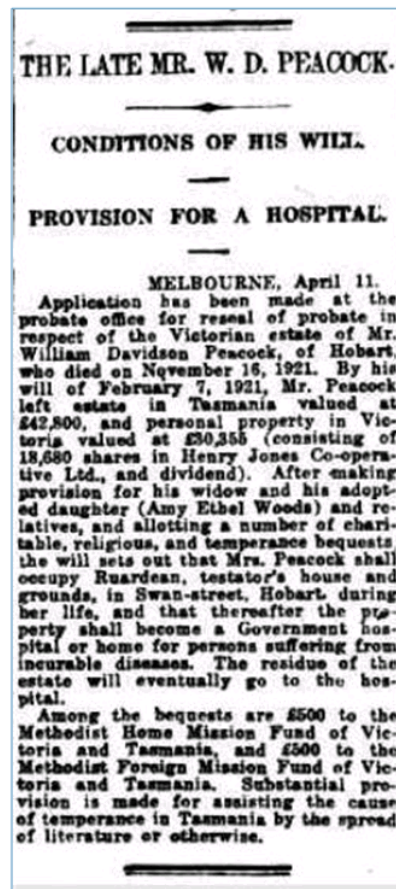 THE LATE MR. W. D. PEACOCK.
CONDITIONS OF HIS WILL.
PROVISION FOR A HOSPITAL.
MELBOURNE, April 11.
Application has been made at the
probate office for reseal of probate in
respect of the Victorian estate of Mr.
William Davidson Peacock, of Hobart,
who died on November 16, 1921. By his
will of February 7, 1921, Mr. Peacock
left estate in Tasmania valued at
£42,800, and personal property in Vic-
toria valued at £30,355 (consisting of
18,680 shares in Henry Jones Co-opera-
tive Ltd., and dividend). After making
provision for his widow and his adopt-
ed daughter (Amy Ethel Woods) and re-
latives, and allotting a number of chari-
table, religious, and temperance bequests
the will sets out that Mrs. Peacock shall
occupy Ruardean, testator's house and
grounds, in Swan-street, Hobart, during
her life, and that thereafter the pro-
perty shall become a Government hos-
pital or home for persons suffering from
incurable diseases. The residue of the
estate will eventually go to the hos-
pital.
Among the bequests are £500 to the
Methodist Home Mission Fund of Vic-
toria and Tasmania, and £500 to the
Methodist Foreign Mission Fund of Vic-
toria and Tasmania. Substantial pro-
vision is made for assisting the cause
of temperance in Tasmania by the spread
of literature or otherwise.